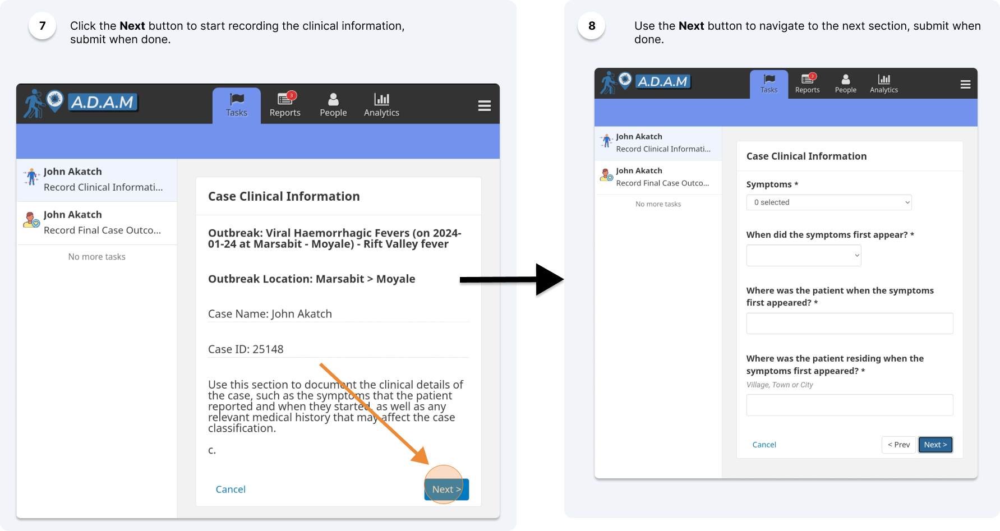 7
Click the Next button to start recording the clinical information,
submit when done.
A.D.A.M
Tasks
3
Reports
People
Analytics
John Akatch
Record Clinical Informati...
John Akatch
Record Final Case Outco...
No more tasks
Case Clinical Information
Outbreak: Viral Haemorrhagic Fevers (on 2024-
01-24 at Marsabit - Moyale) - Rift Valley fever
Outbreak Location: Marsabit > Moyale
Case Name: John Akatch
Case ID: 25148
Use this section to document the clinical details of
the case, such as the symptoms that the patient
reported and when they started, as well as any
relevant medical history that may affect the case
classification.
c.
Cancel
Next >
8
Use the Next button to navigate to the next section, submit when
done.
A.D.A.M
Tasks
3
Reports
People
Analytics
John Akatch
Record Clinical Informati...
John Akatch
Record Final Case Outco...
No more tasks
Case Clinical Information
Symptoms *
0 selected
When did the symptoms first appear? *
Where was the patient when the symptoms
first appeared? *
Where was the patient residing when the
symptoms first appeared? *
Village, Town or City
Cancel
< Prev
Next >